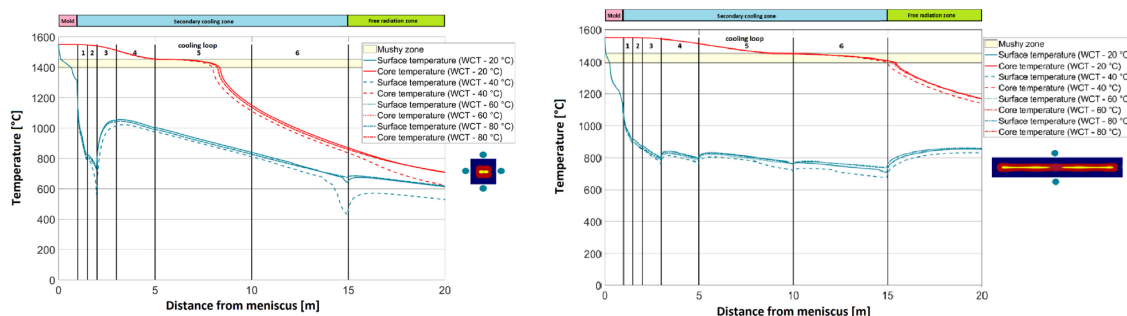 Mold
Secondary cooling zone
Free radiation zone
1600
1400
1200
1000
800
600
400
200
0
Temperature [°C]
1
2
3
4
5
6
cooling loop
Mushy zone
Surface temperature (WCT - 20 °C)
Core temperature (WCT - 20 °C)
Surface temperature (WCT - 40 °C)
Core temperature (WCT - 40 °C)
Surface temperature (WCT - 60 °C)
Core temperature (WCT - 60 °C)
Surface temperature (WCT - 80 °C)
Core temperature (WCT - 80 °C)
0
5
10
15
20
Distance from meniscus [m]
Mold
Secondary cooling zone
Free radiation zone
1600
1400
1200
1000
800
600
400
200
0
Temperature [°C]
1
2
3
4
5
6
cooling loop
Mushy zone
Surface temperature (WCT - 20 °C)
Core temperature (WCT - 20 °C)
Surface temperature (WCT - 40 °C)
Core temperature (WCT - 40 °C)
Surface temperature (WCT - 60 °C)
Core temperature (WCT - 60 °C)
Surface temperature (WCT - 80 °C)
Core temperature (WCT - 80 °C)
0
5
10
15
20
Distance from meniscus [m]